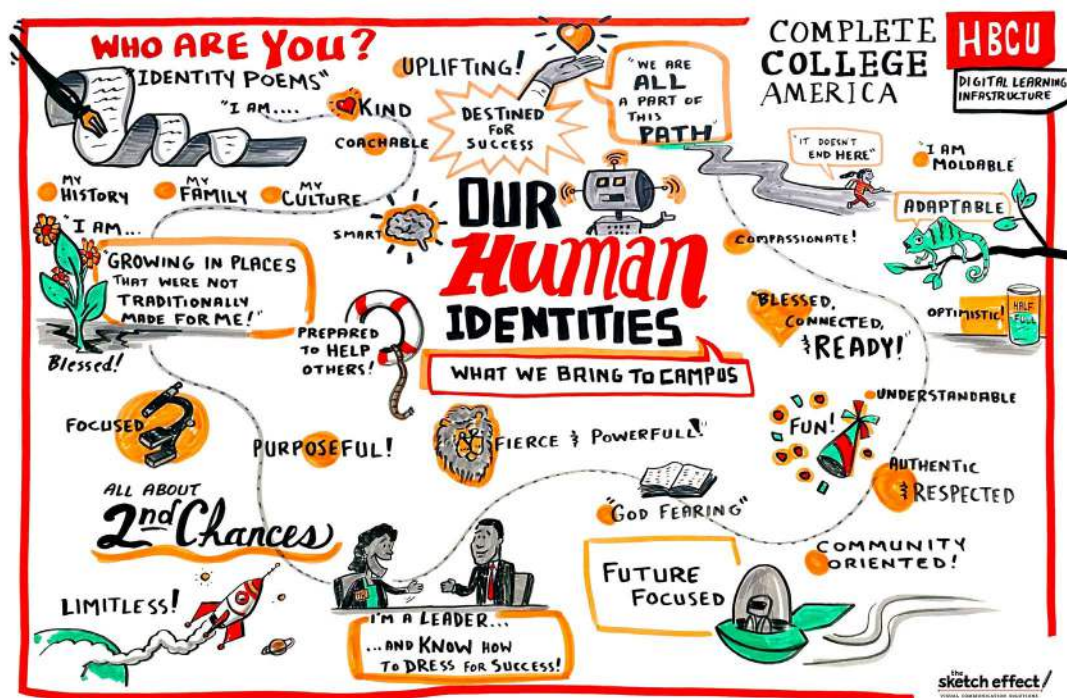 WHO ARE YOU?
"IDENTITY POEMS"
"I AM....
KIND
COACHABLE
MY
HISTORY
MY
FAMILY
MY
CULTURE
"I AM...
"GROWING IN PLACES
THAT WERE NOT
TRADITIONALLY
MADE FOR ME!"
Blessed!
UPLIFTING!
DESTINED
FOR
SUCCESS
"WE ARE
ALL
A PART OF
THIS
PATH"
COMPLETE
COLLEGE
AMERICA
HBCU
DIGITAL LEARNING
INFASTRUCTURE
"IT DOESN'T
END HERE"
"I AM
MOLDABLE
ADAPTABLE
SMART
OUR
Human
IDENTITIES
WHAT WE BRING TO CAMPUS
COMPASSIONATE!
PREPARED
TO HELP
OTHERS!
"BLESSED,
CONNECTED,
& READY!"
OPTIMISTIC!
HALF
FULL
FOCUSED
PURPOSEFUL!
FIERCE & POWERFULL!"
FUN!
UNDERSTANDABLE
AUTHENTIC
& RESPECTED
ALL ABOUT
2nd Chances
"GOD FEARING"
COMMUNITY
ORIENTED!
LIMITLESS!
I'M A LEADER...
...AND KNOW HOW
TO DRESS FOR SUCCESS!
FUTURE
FOCUSED
the
sketch effect!
VISUAL COMMUNICATION SOLUTIONS